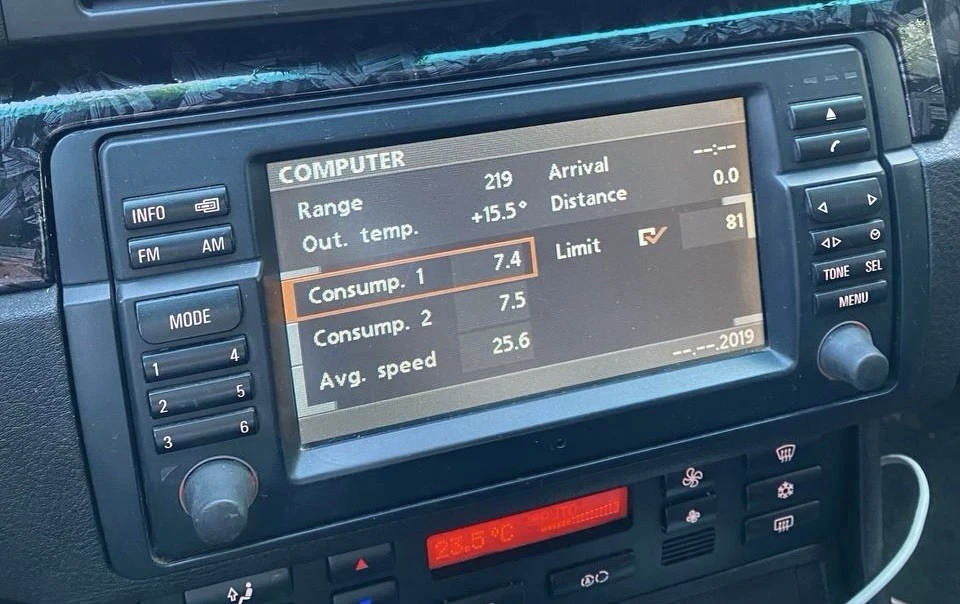 COMPUTER
Range 219 Arrival --:--
Out. temp. +15.5° Distance 0.0
Consump. 1 7.4 Limit 81
Consump. 2 7.5
Avg. speed 25.6
--.--.2019
INFO
FM AM
MODE
1 4
2 5
3 6
TONE SEL
MENU
23.5°C